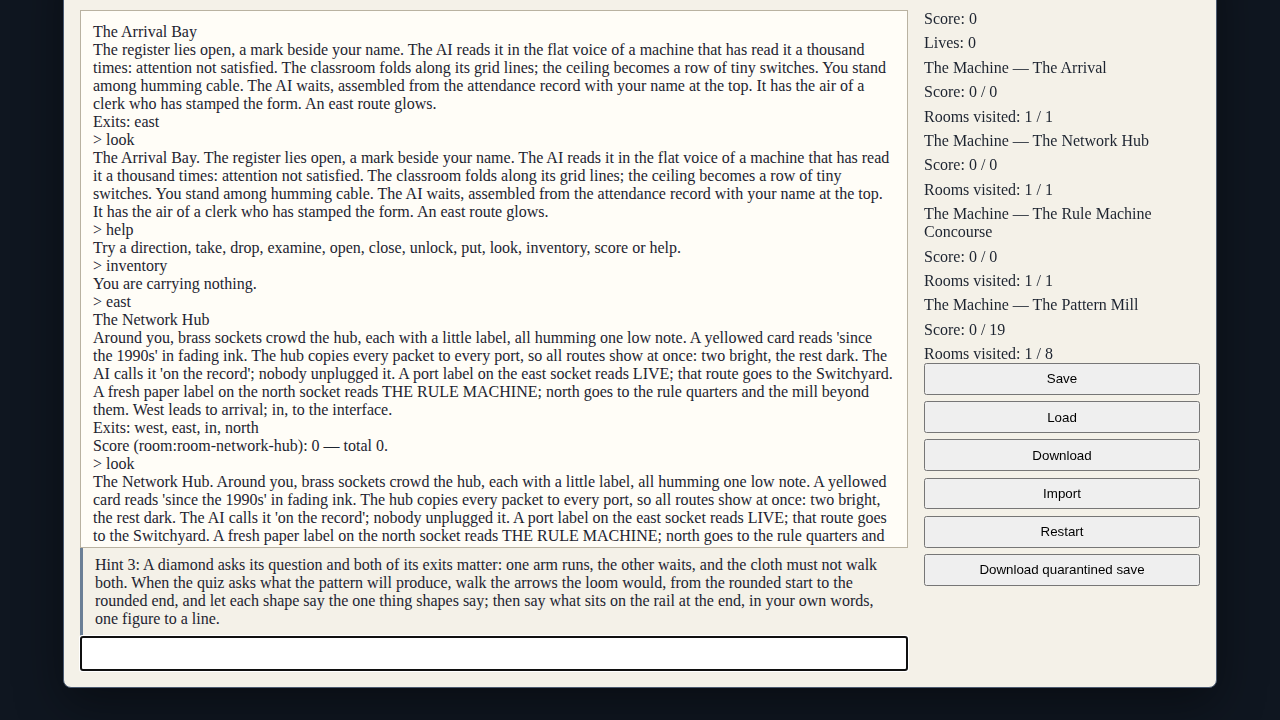 The Arrival Bay
The register lies open, a mark beside your name. The AI reads it in the flat voice of a machine that has read it a thousand
times: attention not satisfied. The classroom folds along its grid lines; the ceiling becomes a row of tiny switches. You stand
among humming cable. The AI waits, assembled from the attendance record with your name at the top. It has the air of a
clerk who has stamped the form. An east route glows.
Exits: east
> look
The Arrival Bay. The register lies open, a mark beside your name. The AI reads it in the flat voice of a machine that has read
it a thousand times: attention not satisfied. The classroom folds along its grid lines; the ceiling becomes a row of tiny
switches. You stand among humming cable. The AI waits, assembled from the attendance record with your name at the top.
It has the air of a clerk who has stamped the form. An east route glows.
> help
Try a direction, take, drop, examine, open, close, unlock, put, look, inventory, score or help.
> inventory
You are carrying nothing.
> east
The Network Hub
Around you, brass sockets crowd the hub, each with a little label, all humming one low note. A yellowed card reads 'since
the 1990s' in fading ink. The hub copies every packet to every port, so all routes show at once: two bright, the rest dark. The
AI calls it 'on the record'; nobody unplugged it. A port label on the east socket reads LIVE; that route goes to the Switchyard.
A fresh paper label on the north socket reads THE RULE MACHINE; north goes to the rule quarters and the mill beyond
them. West leads to arrival; in, to the interface.
Exits: west, east, in, north
Score (room:room-network-hub): 0 — total 0.
> look
The Network Hub. Around you, brass sockets crowd the hub, each with a little label, all humming one low note. A yellowed
card reads 'since the 1990s' in fading ink. The hub copies every packet to every port, so all routes show at once: two bright,
the rest dark. The AI calls it 'on the record'; nobody unplugged it. A port label on the east socket reads LIVE; that route goes
to the Switchyard. A fresh paper label on the north socket reads THE RULE MACHINE; north goes to the rule quarters and
Hint 3: A diamond asks its question and both of its exits matter: one arm runs, the other waits, and the cloth must not walk
both. When the quiz asks what the pattern will produce, walk the arrows the loom would, from the rounded start to the
rounded end, and let each shape say the one thing shapes say; then say what sits on the rail at the end, in your own words,
one figure to a line.
Score: 0
Lives: 0
The Machine — The Arrival
Score: 0 / 0
Rooms visited: 1 / 1
The Machine — The Network Hub
Score: 0 / 0
Rooms visited: 1 / 1
The Machine — The Rule Machine
Concourse
Score: 0 / 0
Rooms visited: 1 / 1
The Machine — The Pattern Mill
Score: 0 / 19
Rooms visited: 1 / 8
Save
Load
Download
Import
Restart
Download quarantined save